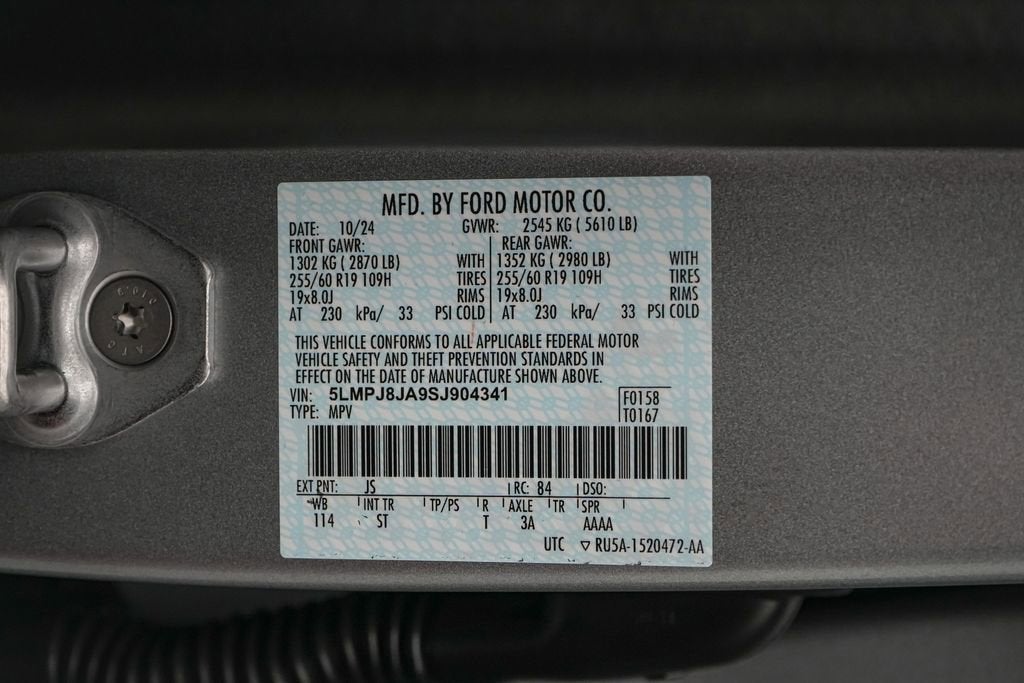 MFD. BY FORD MOTOR CO.
DATE: 10/24 GVWR: 2545 KG ( 5610 LB)
FRONT GAWR: REAR GAWR:
1302 KG ( 2870 LB) WITH 1352 KG ( 2980 LB) WITH
255/60 R19 109H TIRES 255/60 R19 109H TIRES
19x8.0J RIMS 19x8.0J RIMS
AT 230 kPa/ 33 PSI COLD AT 230 kPa/ 33 PSI COLD
THIS VEHICLE CONFORMS TO ALL APPLICABLE FEDERAL MOTOR
VEHICLE SAFETY AND THEFT PREVENTION STANDARDS IN
EFFECT ON THE DATE OF MANUFACTURE SHOWN ABOVE.
VIN: 5LMPJ8JA9SJ904341 F0158
TYPE: MPV T0167
EXT PNT: JS RC: 84 DSO:
WB INT TR TP/PS R AXLE TR SPR
114 ST T 3A AAAA
UTC ▽ RU5A-1520472-AA